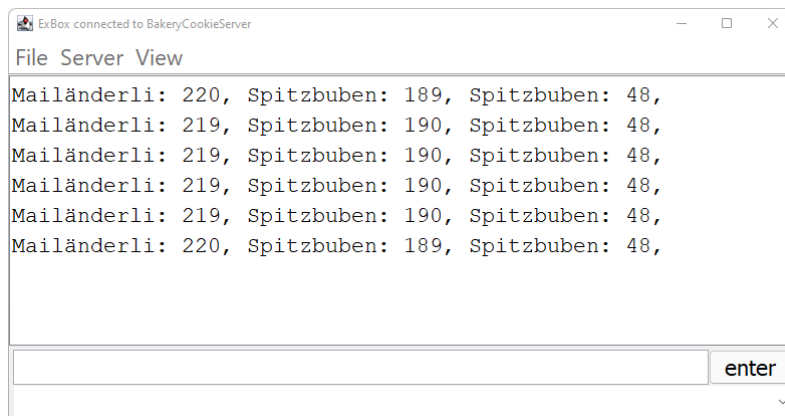 ExBox connected to BakeryCookieServer
File Server View
Mailänderli: 220, Spitzbuben: 189, Spitzbuben: 48,
Mailänderli: 219, Spitzbuben: 190, Spitzbuben: 48,
Mailänderli: 219, Spitzbuben: 190, Spitzbuben: 48,
Mailänderli: 219, Spitzbuben: 190, Spitzbuben: 48,
Mailänderli: 219, Spitzbuben: 190, Spitzbuben: 48,
Mailänderli: 220, Spitzbuben: 189, Spitzbuben: 48,
enter